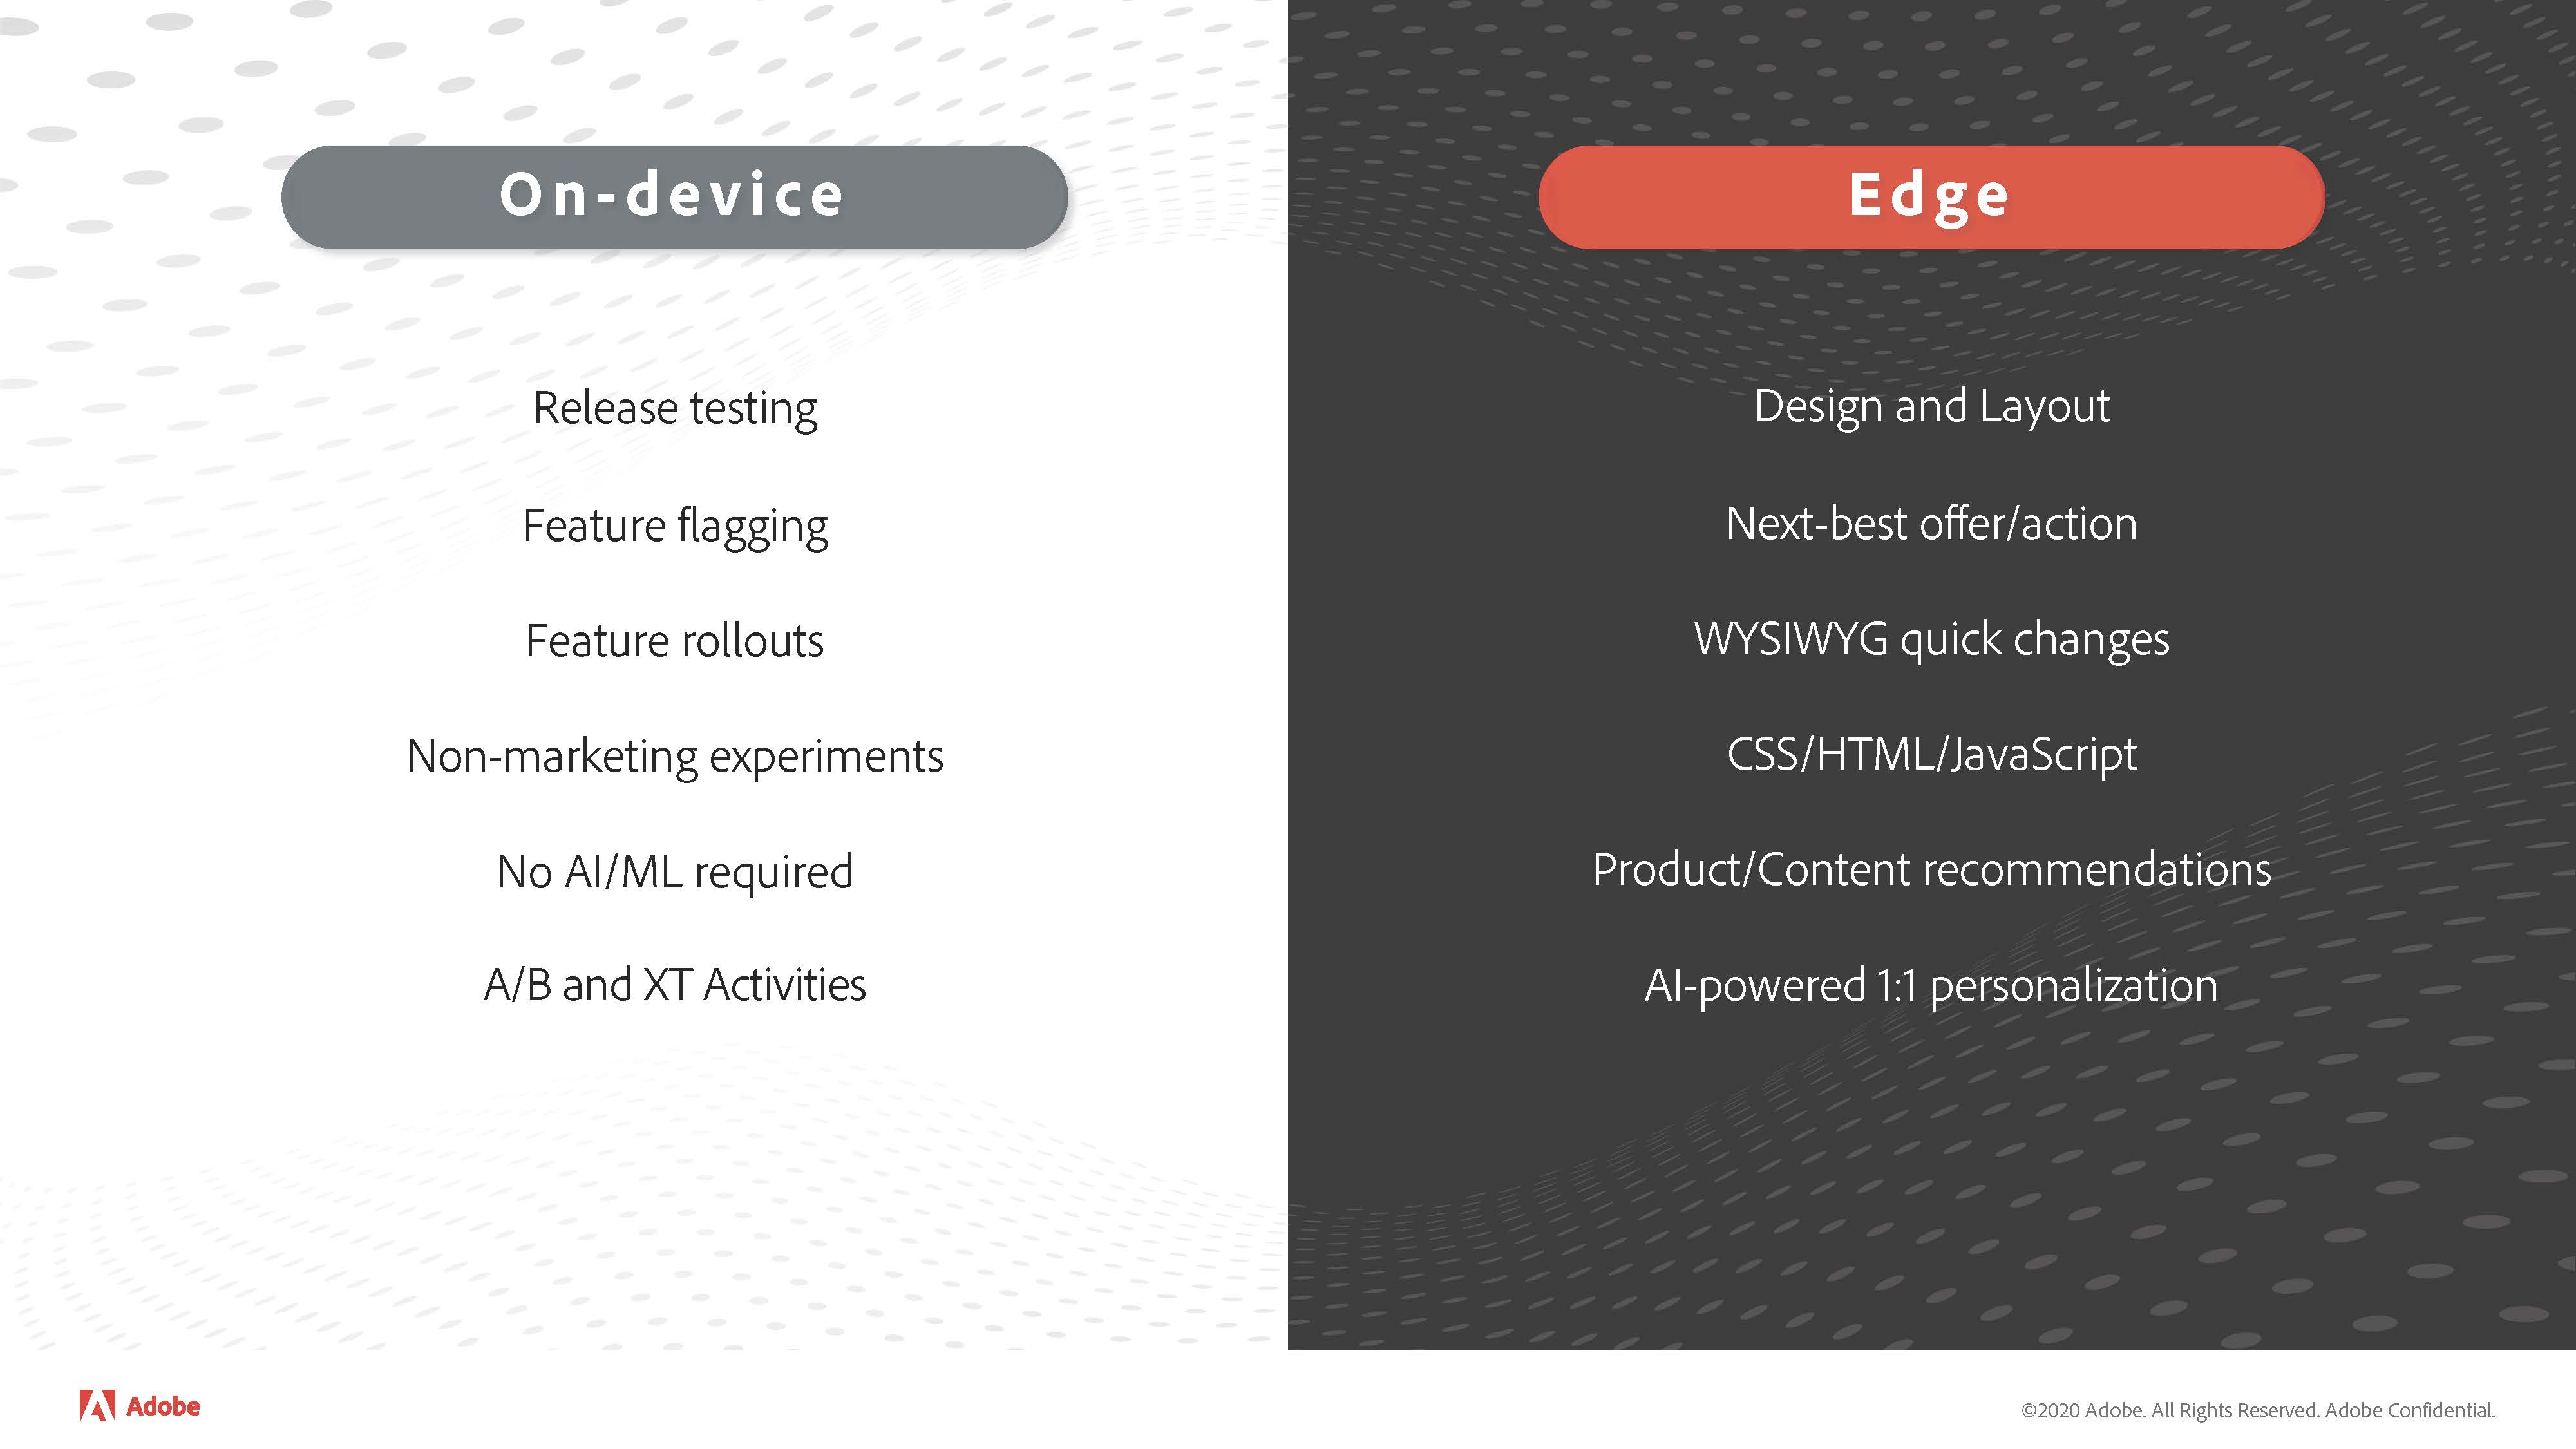 On-device
Release testing
Feature flagging
Feature rollouts
Non-marketing experiments
No AI/ML required
A/B and XT Activities
Edge
Design and Layout
Next-best offer/action
WYSIWYG quick changes
CSS/HTML/JavaScript
Product/Content recommendations
AI-powered 1:1 personalization
Adobe
©2020 Adobe. All Rights Reserved. Adobe Confidential.